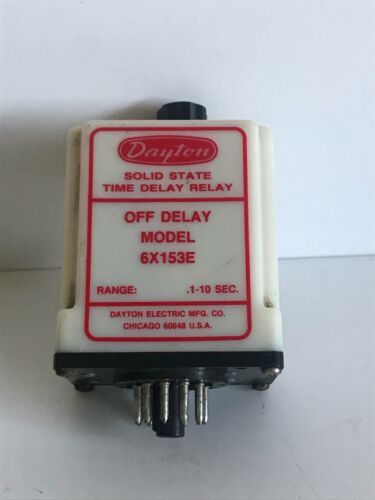 Dayton
SOLID STATE
TIME DELAY RELAY
OFF DELAY
MODEL
6X153E
RANGE: .1-10 SEC.
DAYTON ELECTRIC MFG. CO.
CHICAGO 60648 U.S.A.